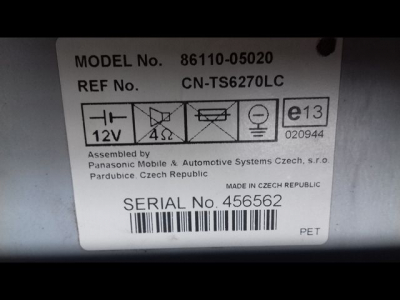 MODEL No. 86110-05020
REF No. CN-TS6270LC
12V 4Ω e13
020944
Assembled by
Panasonic Mobile & Automotive Systems Czech, s.r.o.
Pardubice, Czech Republic
MADE IN CZECH REPUBLIC
SERIAL No. 456562
PET